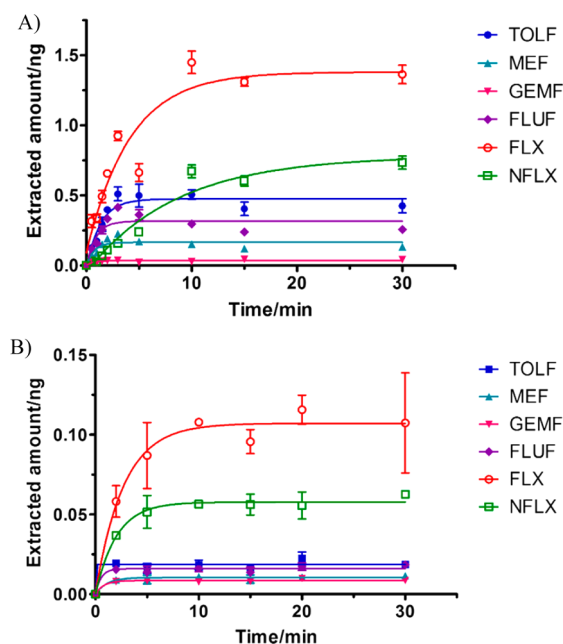 A)
Extracted amount/ng
1.5
1.0
0.5
0.0
0
10
20
30
Time/min
TOLF
MEF
GEMF
FLUF
FLX
NFLX
B)
Extracted amount/ng
0.15
0.10
0.05
0.00
0
10
20
30
Time/min
TOLF
MEF
GEMF
FLUF
FLX
NFLX